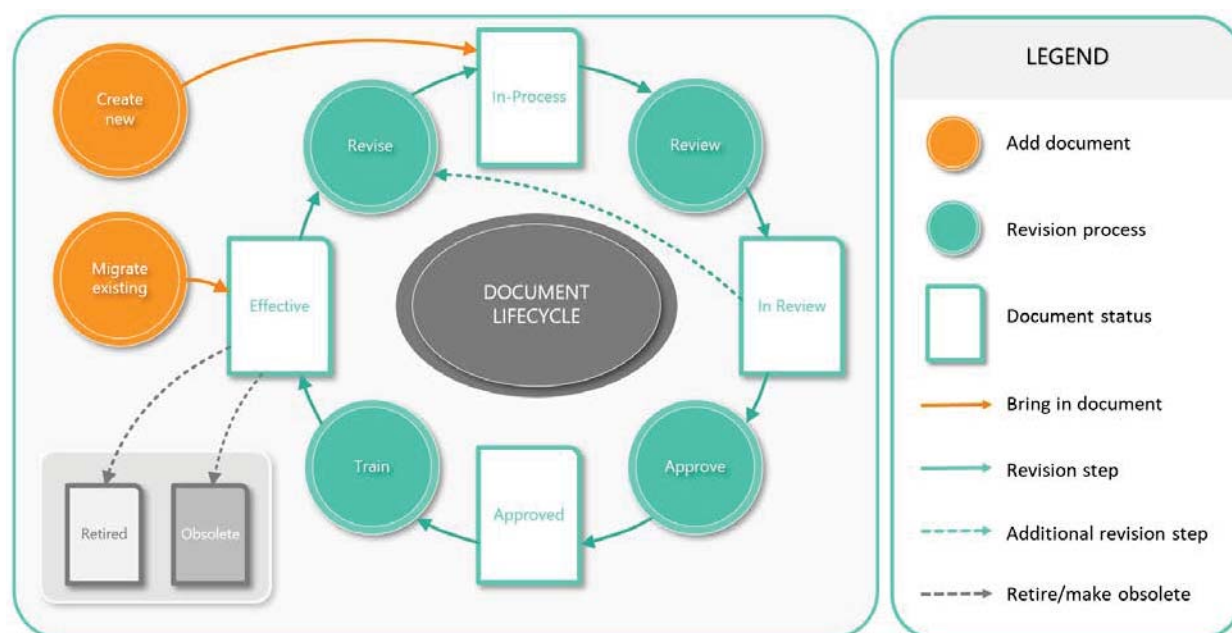 Create
new
In-Process
Revise
Review
Migrate
existing
Effective
DOCUMENT
LIFECYCLE
In Review
Train
Approved
Approve
Retired
Obsolete
LEGEND
Add document
Revision process
Document status
Bring in document
Revision step
Additional revision step
Retire/make obsolete